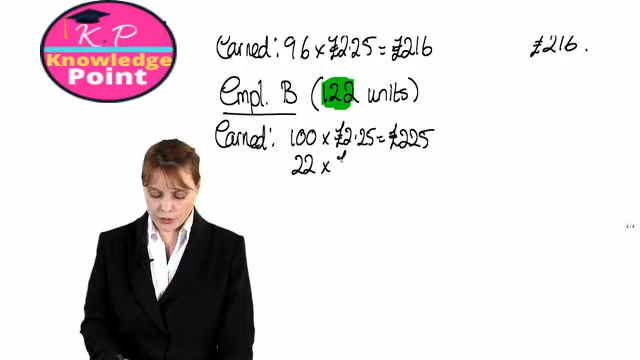 K.P
Knowledge
Point
Earned: 96 x £2.25 = £216 £216.
Empl. B (122 units)
Earned: 100 x £2.25 = £225
22 x